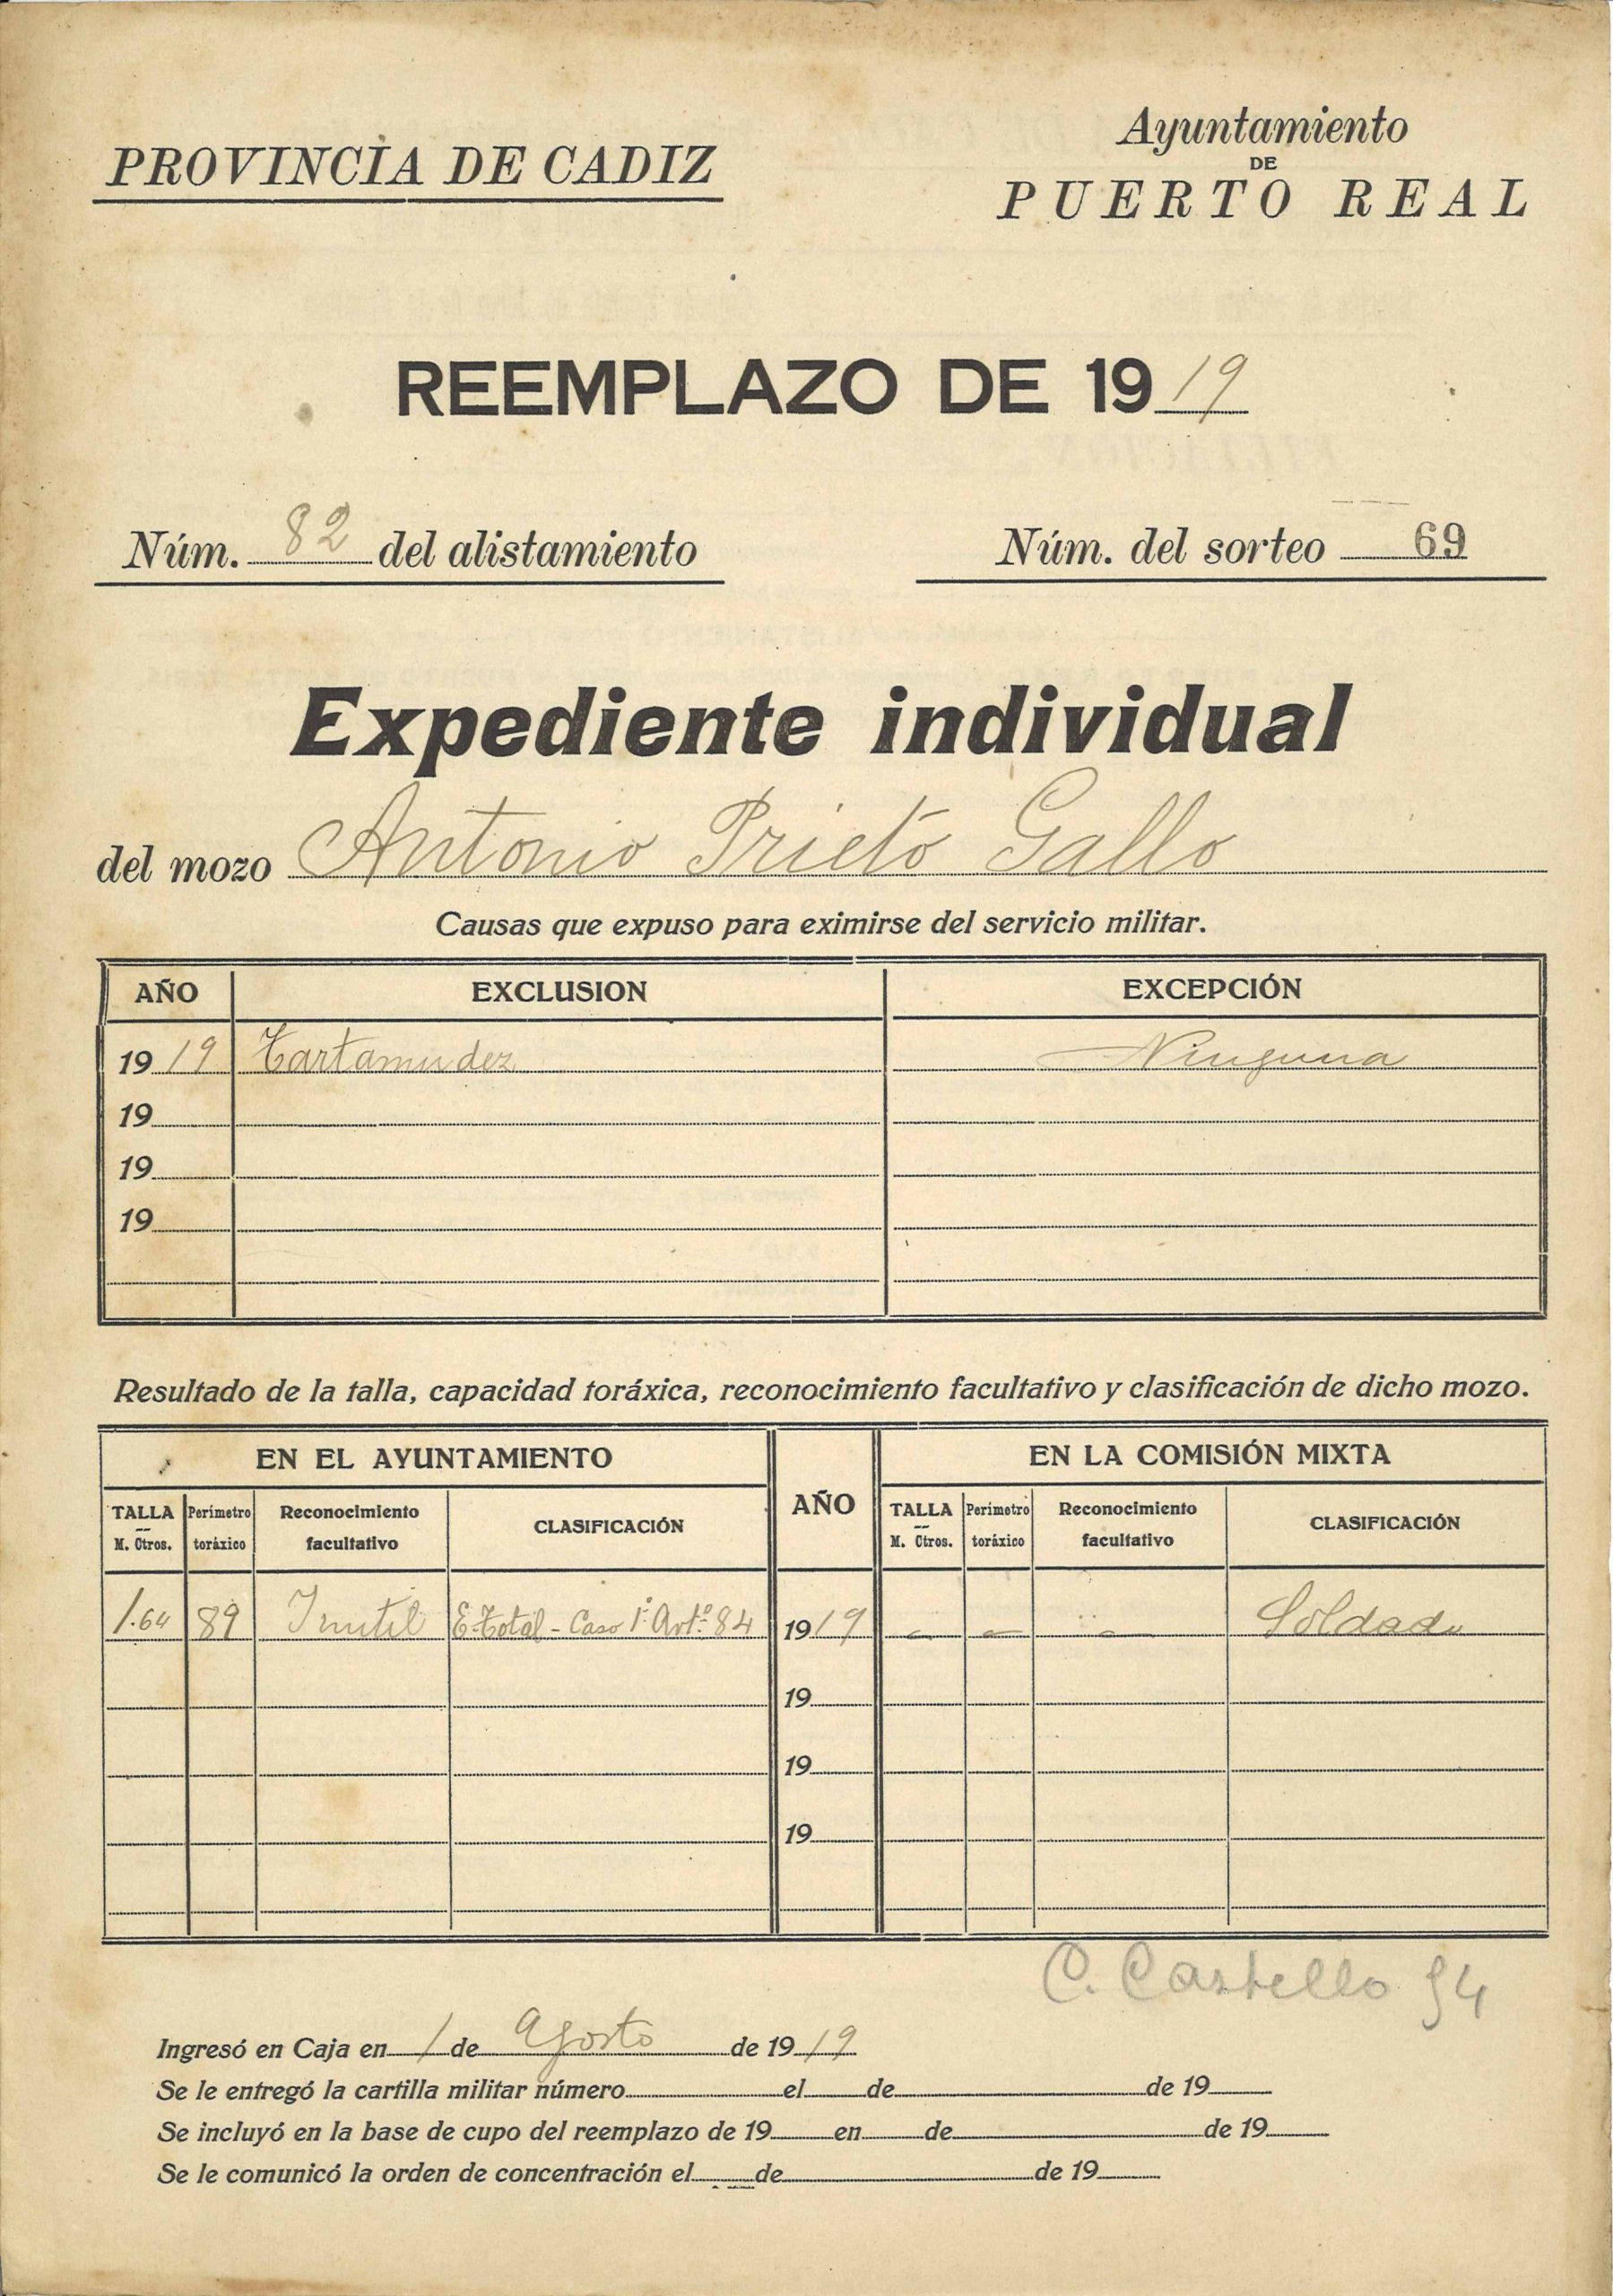 PROVINCIA DE CADIZ
Ayuntamiento
DE
PUERTO REAL
REEMPLAZO DE 1919
Núm. 82 del alistamiento
Núm. del sorteo 69
Expediente individual
del mozo Antonio Prieto Gallo
Causas que expuso para eximirse del servicio militar.
AÑO EXCLUSION EXCEPCIÓN
1919 Tartamudez Ninguna
19
19
19
Resultado de la talla, capacidad toráxica, reconocimiento facultativo y clasificación de dicho mozo.
EN EL AYUNTAMIENTO AÑO EN LA COMISIÓN MIXTA
TALLA M. Ctros. Perímetro toráxico Reconocimiento facultativo CLASIFICACIÓN TALLA M. Ctros. Perímetro toráxico Reconocimiento facultativo CLASIFICACIÓN
1.64 89 Inutil E. Total - Caso 1º Artº 84 1919 - - - Soldado
19
19
19
C. Castello 94
Ingresó en Caja en 1 de Agosto de 1919
Se le entregó la cartilla militar número el de de 19
Se incluyó en la base de cupo del reemplazo de 19 en de de 19
Se le comunicó la orden de concentración el de de 19